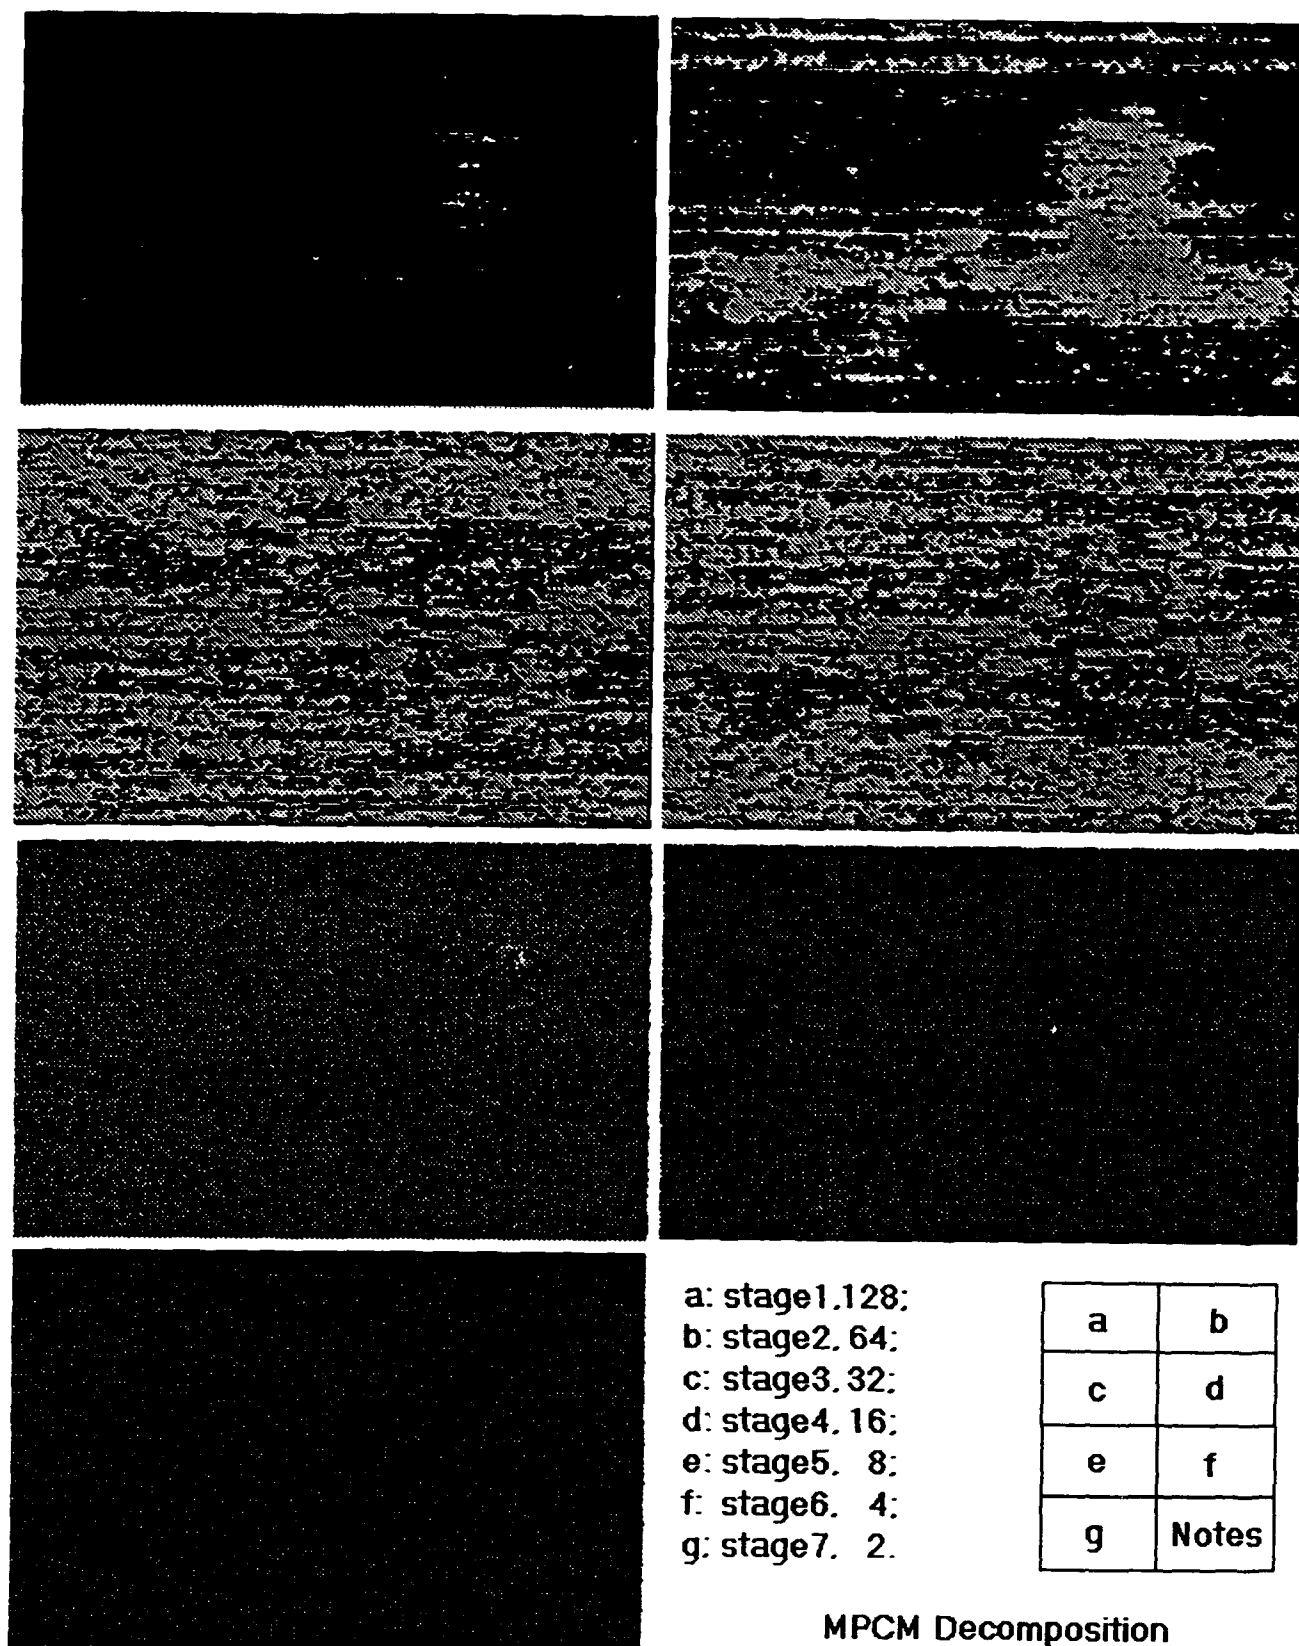 a: stage1,128;
b: stage2, 64;
c: stage3, 32;
d: stage4, 16;
e: stage5, 8;
f: stage6, 4;
g: stage7, 2.
a b
c d
e f
g Notes
MPCM Decomposition